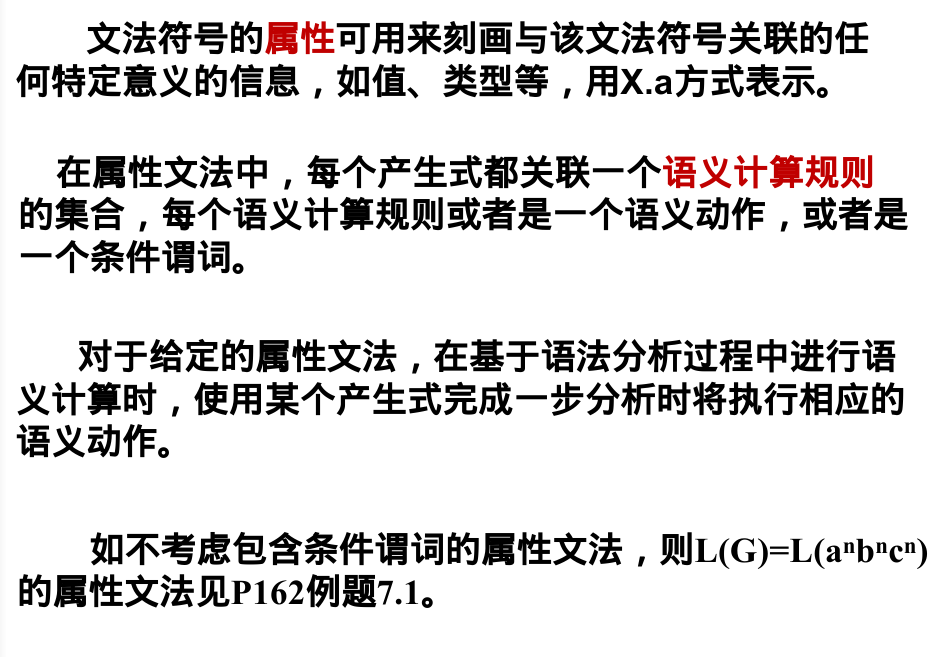 文法符号的属性可用来刻画与该文法符号关联的任
何特定意义的信息，如值、类型等，用X.a方式表示。
在属性文法中，每个产生式都关联一个语义计算规则
的集合，每个语义计算规则或者是一个语义动作，或者是
一个条件谓词。
对于给定的属性文法，在基于语法分析过程中进行语
义计算时，使用某个产生式完成一步分析时将执行相应的
语义动作。
如不考虑包含条件谓词的属性文法，则L(G)=L(aⁿbⁿcⁿ)
的属性文法见P162例题7.1。